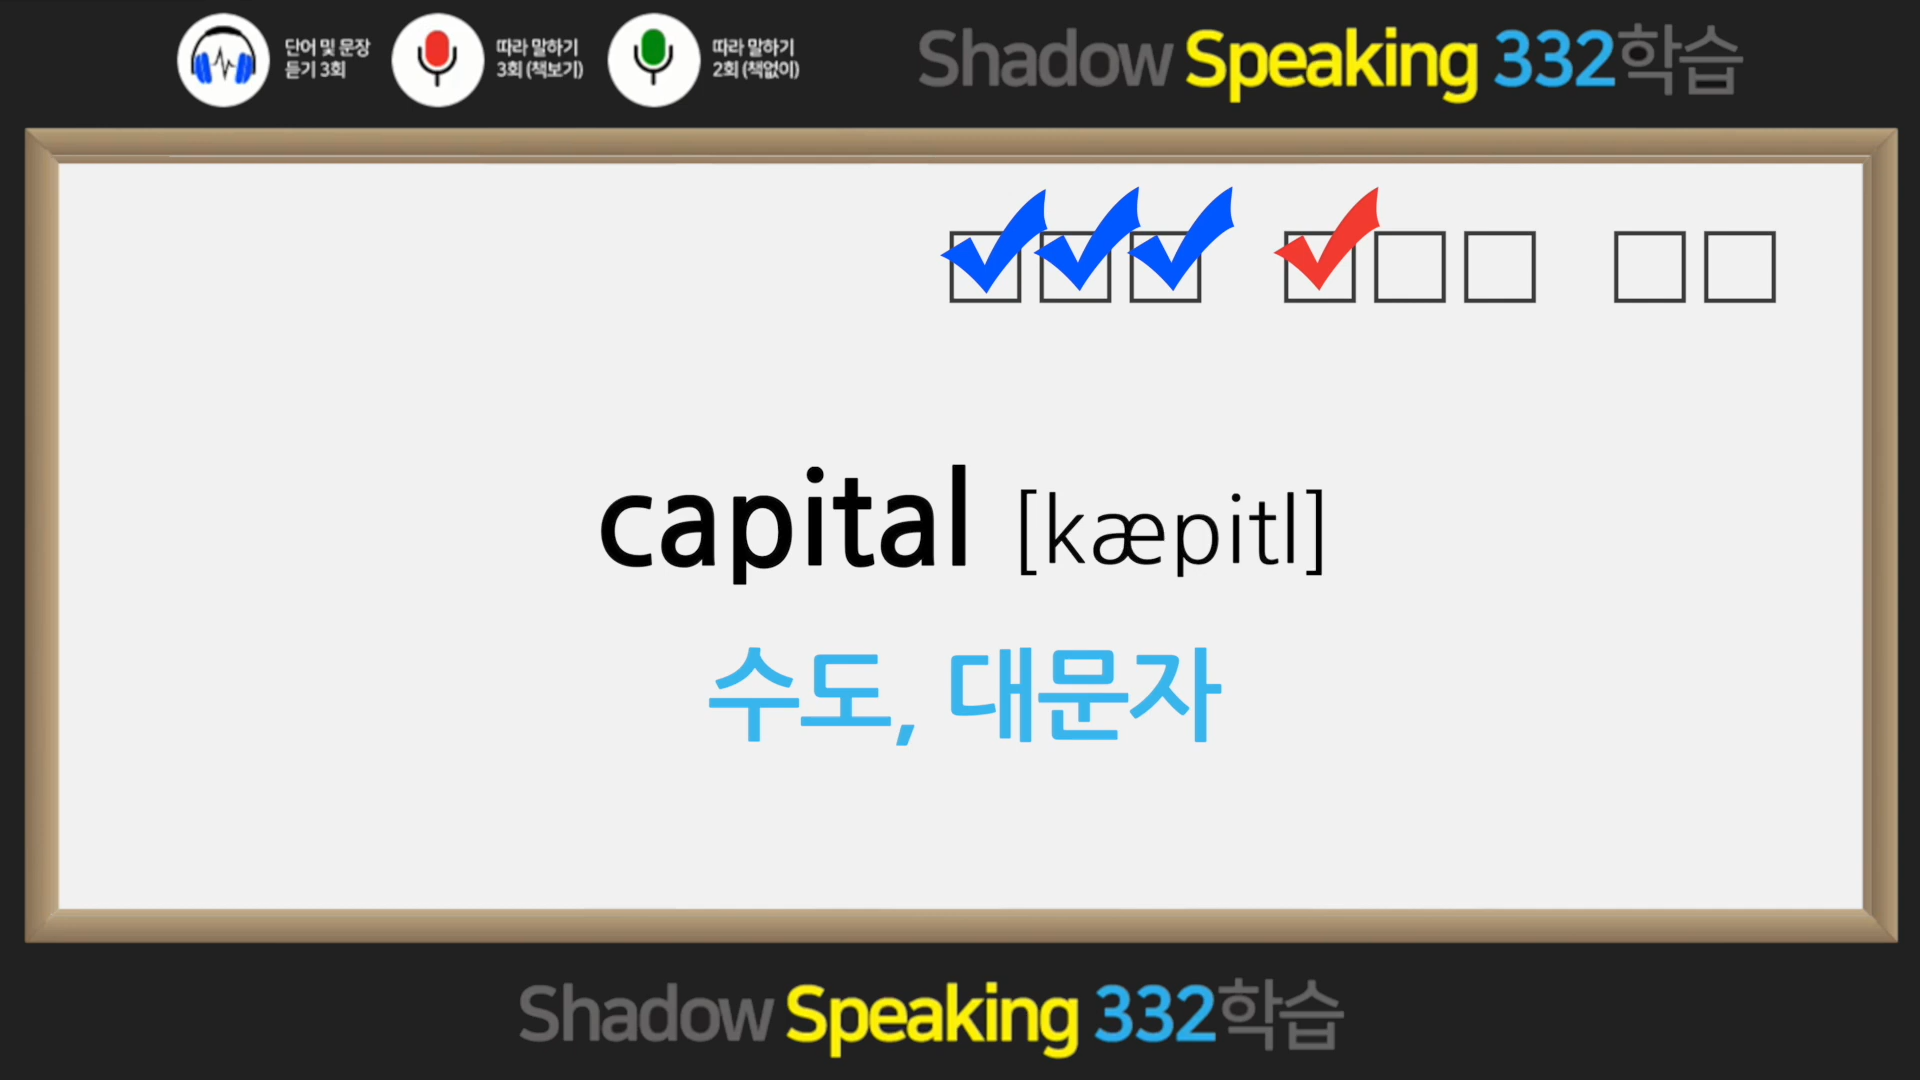 단어 및 문장
듣기 3회
따라 말하기
3회 (책보기)
따라 말하기
2회 (책없이)
Shadow Speaking 332학습
capital [kæpitl]
수도, 대문자
Shadow Speaking 332학습